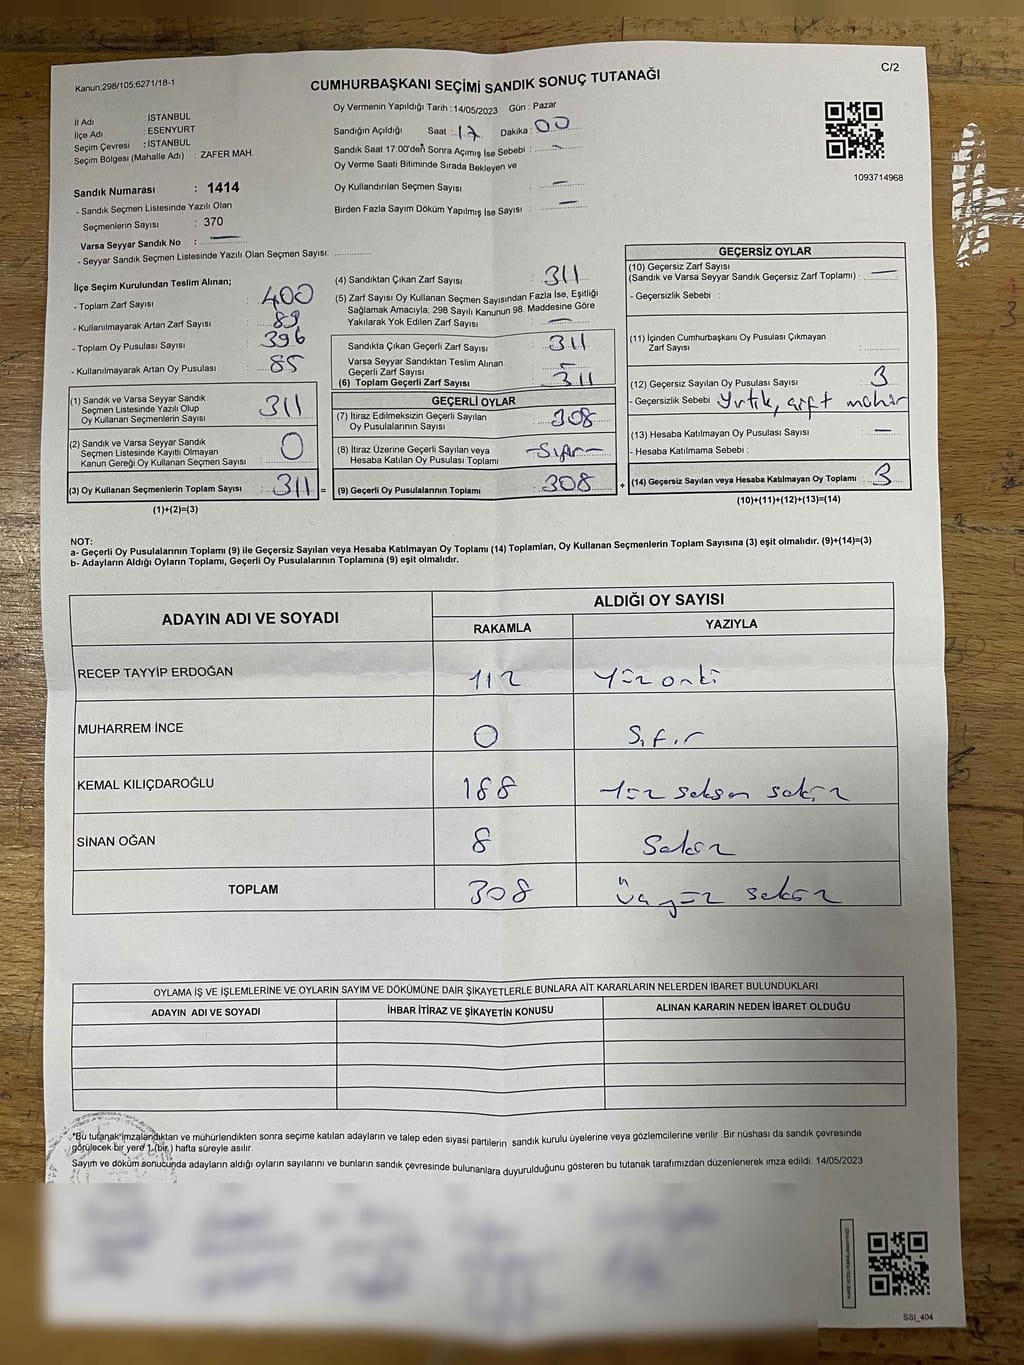 Kanun;298/105;6271/18-1
C/2
CUMHURBAŞKANI SEÇİMİ SANDIK SONUÇ TUTANAĞI
İl Adı : İSTANBUL
İlçe Adı : ESENYURT
Seçim Çevresi : İSTANBUL
Seçim Bölgesi (Mahalle Adı) : ZAFER MAH.
Sandık Numarası : 1414
- Sandık Seçmen Listesinde Yazılı Olan
Seçmenlerin Sayısı : 370
Varsa Seyyar Sandık No : —
- Seyyar Sandık Seçmen Listesinde Yazılı Olan Seçmen Sayısı:
Oy Vermenin Yapıldığı Tarih : 14/05/2023 Gün : Pazar
Sandığın Açıldığı Saat : 17 Dakika : 00
Sandık Saat 17:00'den Sonra Açımış İse Sebebi : —
Oy Verme Saati Bitiminde Sırada Bekleyen ve
Oy Kullandırılan Seçmen Sayısı : —
Birden Fazla Sayım Döküm Yapılmış İse Sayısı : —
1093714968
İlçe Seçim Kurulundan Teslim Alınan;
- Toplam Zarf Sayısı : 400
- Kullanılmayarak Artan Zarf Sayısı : 89
- Toplam Oy Pusulası Sayısı : 396
- Kullanılmayarak Artan Oy Pusulası : 85
(1) Sandık ve Varsa Seyyar Sandık
Seçmen Listesinde Yazılı Olup
Oy Kullanan Seçmenlerin Sayısı : 311
(2) Sandık ve Varsa Seyyar Sandık
Seçmen Listesinde Kayıtlı Olmayan
Kanun Gereği Oy Kullanan Seçmen Sayısı : 0
(3) Oy Kullanan Seçmenlerin Toplam Sayısı : 311 =
(1)+(2)=(3)
(4) Sandıktan Çıkan Zarf Sayısı : 311
(5) Zarf Sayısı Oy Kullanan Seçmen Sayısından Fazla İse, Eşitliği
Sağlamak Amacıyla; 298 Sayılı Kanunun 98. Maddesine Göre
Yakılarak Yok Edilen Zarf Sayısı : —
Sandıkta Çıkan Geçerli Zarf Sayısı : 311
Varsa Seyyar Sandıktan Teslim Alınan
Geçerli Zarf Sayısı : —
(6) Toplam Geçerli Zarf Sayısı : 311
GEÇERLİ OYLAR
(7) İtiraz Edilmeksizin Geçerli Sayılan
Oy Pusulalarının Sayısı : 308
(8) İtiraz Üzerine Geçerli Sayılan veya
Hesaba Katılan Oy Pusulası Toplamı : -Sıfır-
(9) Geçerli Oy Pusulalarının Toplamı : 308 +
GEÇERSİZ OYLAR
(10) Geçersiz Zarf Sayısı
(Sandık ve Varsa Seyyar Sandık Geçersiz Zarf Toplamı) : —
- Geçersizlik Sebebi :
(11) İçinden Cumhurbaşkanı Oy Pusulası Çıkmayan
Zarf Sayısı :
(12) Geçersiz Sayılan Oy Pusulası Sayısı : 3
- Geçersizlik Sebebi : Yırtık, çift mühür
(13) Hesaba Katılmayan Oy Pusulası Sayısı : —
- Hesaba Katılmama Sebebi :
(14) Geçersiz Sayılan veya Hesaba Katılmayan Oy Toplamı : 3
(10)+(11)+(12)+(13)=(14)
NOT:
a- Geçerli Oy Pusulalarının Toplamı (9) ile Geçersiz Sayılan veya Hesaba Katılmayan Oy Toplamı (14) Toplamları, Oy Kullanan Seçmenlerin Toplam Sayısına (3) eşit olmalıdır. (9)+(14)=(3)
b- Adayların Aldığı Oyların Toplamı, Geçerli Oy Pusulalarının Toplamına (9) eşit olmalıdır.
ADAYIN ADI VE SOYADI ALDIĞI OY SAYISI
RAKAMLA YAZIYLA
RECEP TAYYİP ERDOĞAN 112 Yüz oniki
MUHARREM İNCE 0 Sıfır
KEMAL KILIÇDAROĞLU 188 Yüz seksen sekiz
SİNAN OĞAN 8 Sekiz
TOPLAM 308 Üçyüz sekiz
OYLAMA İŞ VE İŞLEMLERİNE VE OYLARIN SAYIM VE DÖKÜMÜNE DAİR ŞİKAYETLERLE BUNLARA AİT KARARLARIN NELERDEN İBARET BULUNDUKLARI
ADAYIN ADI VE SOYADI İHBAR İTİRAZ VE ŞİKAYETİN KONUSU ALINAN KARARIN NEDEN İBARET OLDUĞU
*Bu tutanak imzalandıktan ve mühürlendikten sonra seçime katılan adayların ve talep eden siyasi partilerin sandık kurulu üyelerine veya gözlemcilerine verilir .Bir nüshası da sandık çevresinde
görülecek bir yere 1 (bir ) hafta süreyle asılır.
Sayım ve döküm sonucunda adayların aldığı oyların sayılarını ve bunların sandık çevresinde bulunanlara duyurulduğunu gösteren bu tutanak tarafımızdan düzenlenerek imza edildi. 14/05/2023
SSI_404